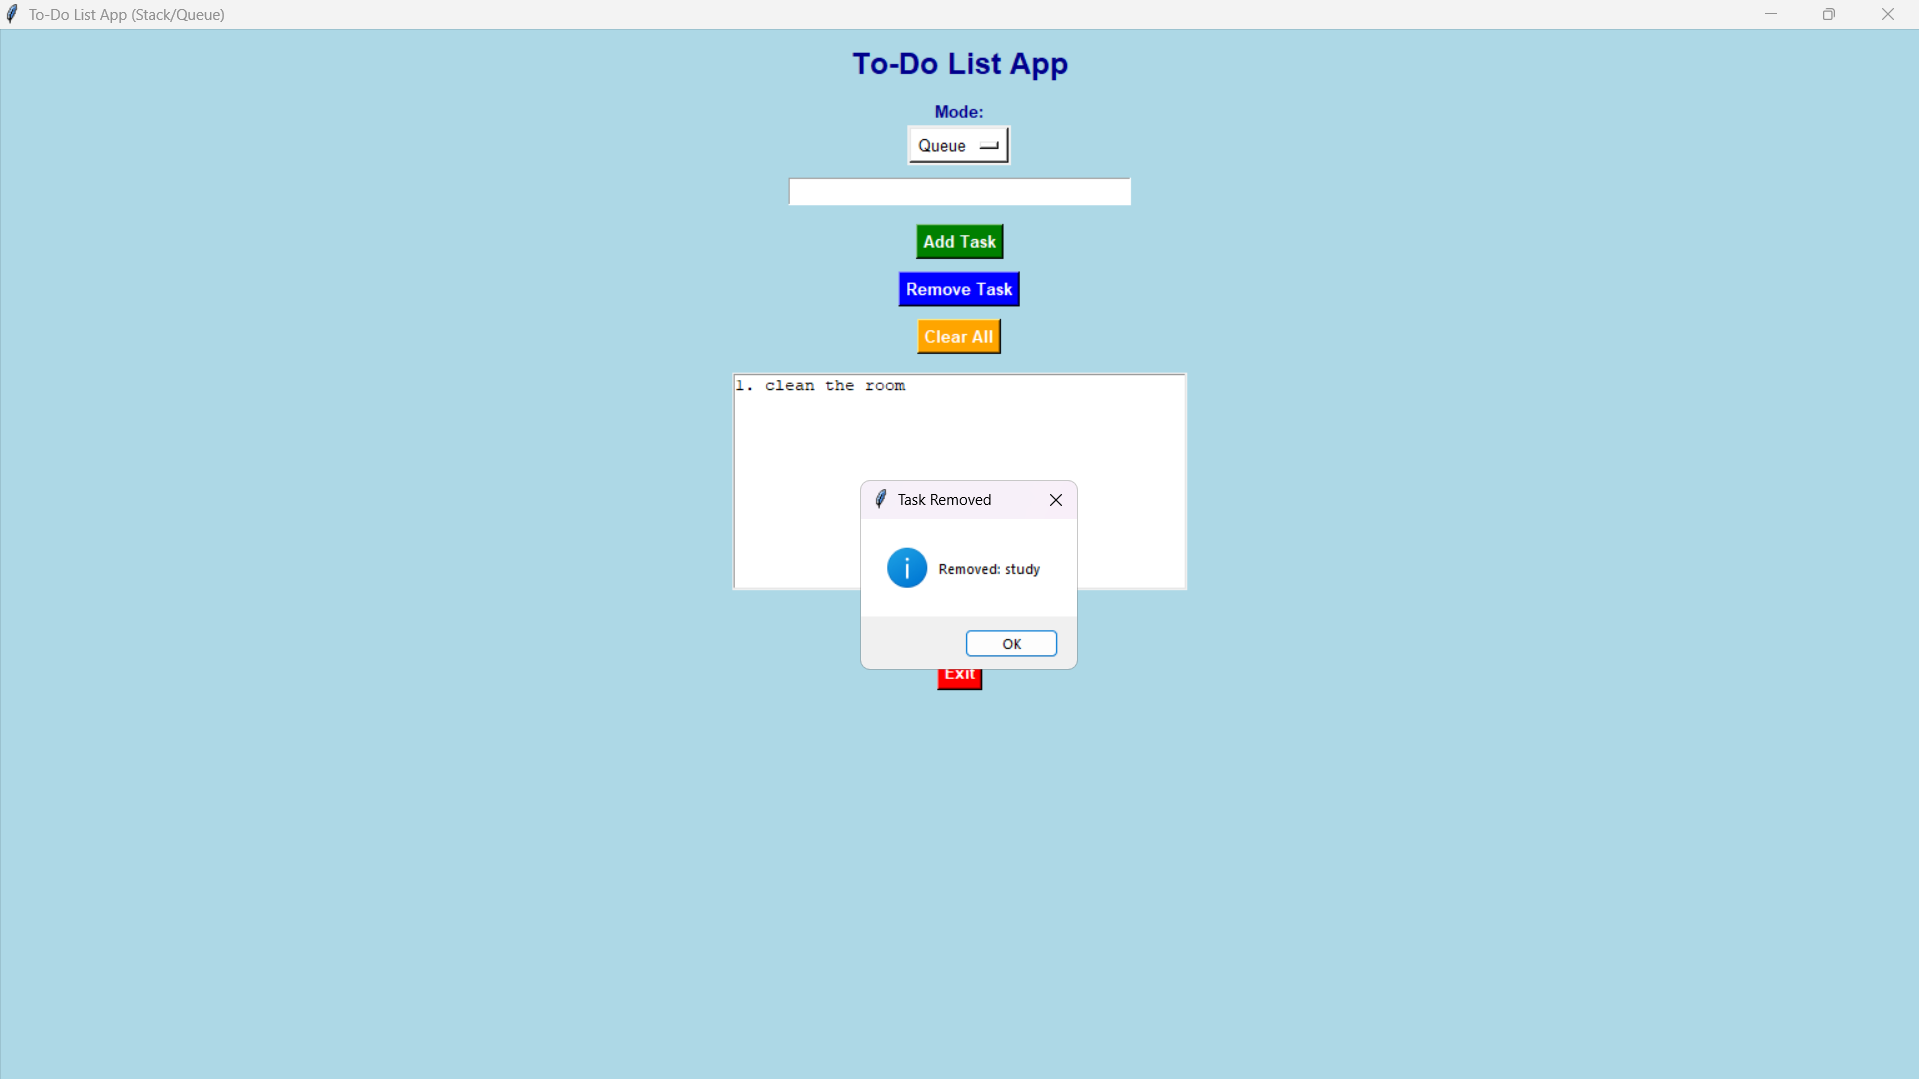 To-Do List App (Stack/Queue)
To-Do List App
Mode:
Queue
Add Task
Remove Task
Clear All
1. clean the room
Task Removed
Removed: study
OK
Exit